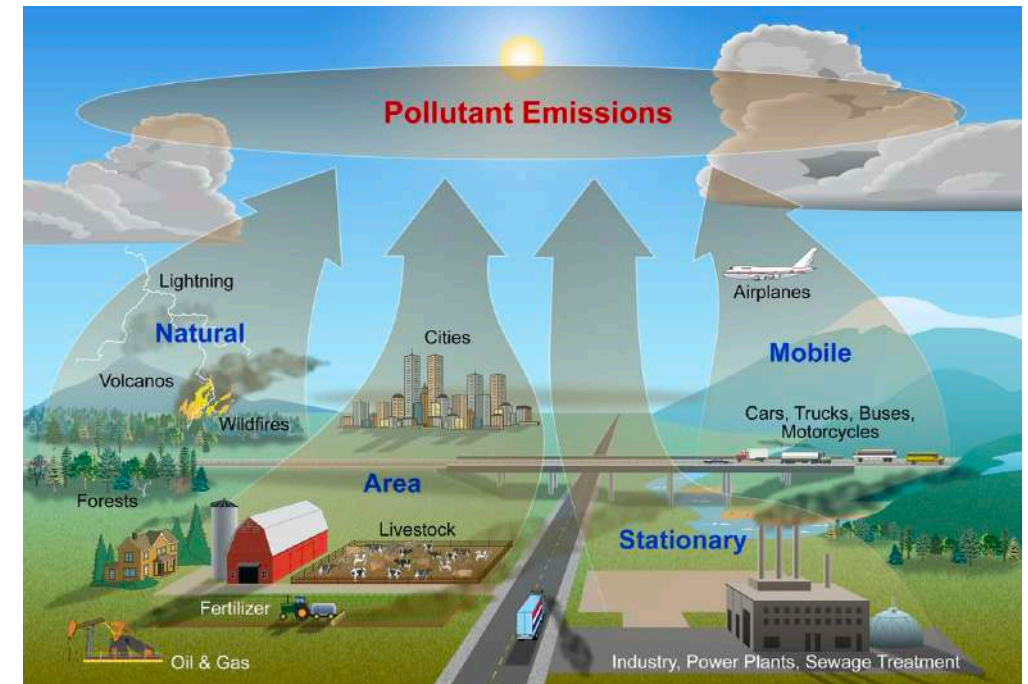 Pollutant Emissions
Lightning
Natural
Volcanos
Wildfires
Forests
Cities
Airplanes
Mobile
Cars, Trucks, Buses,
Motorcycles
Area
Livestock
Fertilizer
Oil & Gas
Stationary
Industry, Power Plants, Sewage Treatment